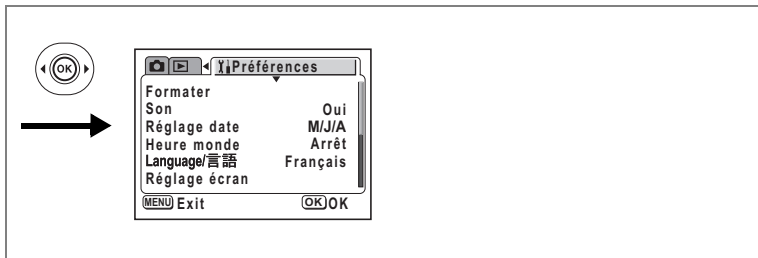 OK
Préférences
Formater
Son Oui
Réglage date M/J/A
Heure monde Arrêt
Language/言語 Français
Réglage écran
MENU Exit OK OK